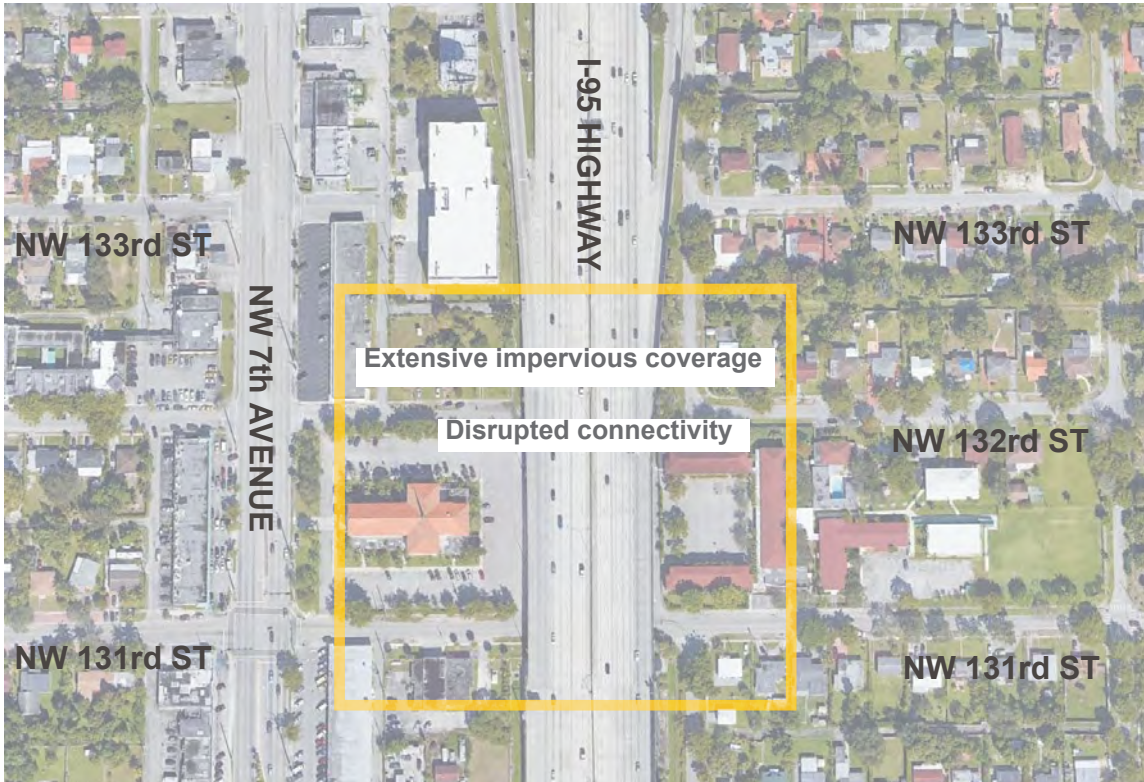 I-95 HIGHWAY
NW 133rd ST
NW 133rd ST
NW 7th AVENUE
Extensive impervious coverage
Disrupted connectivity
NW 132rd ST
NW 131rd ST
NW 131rd ST